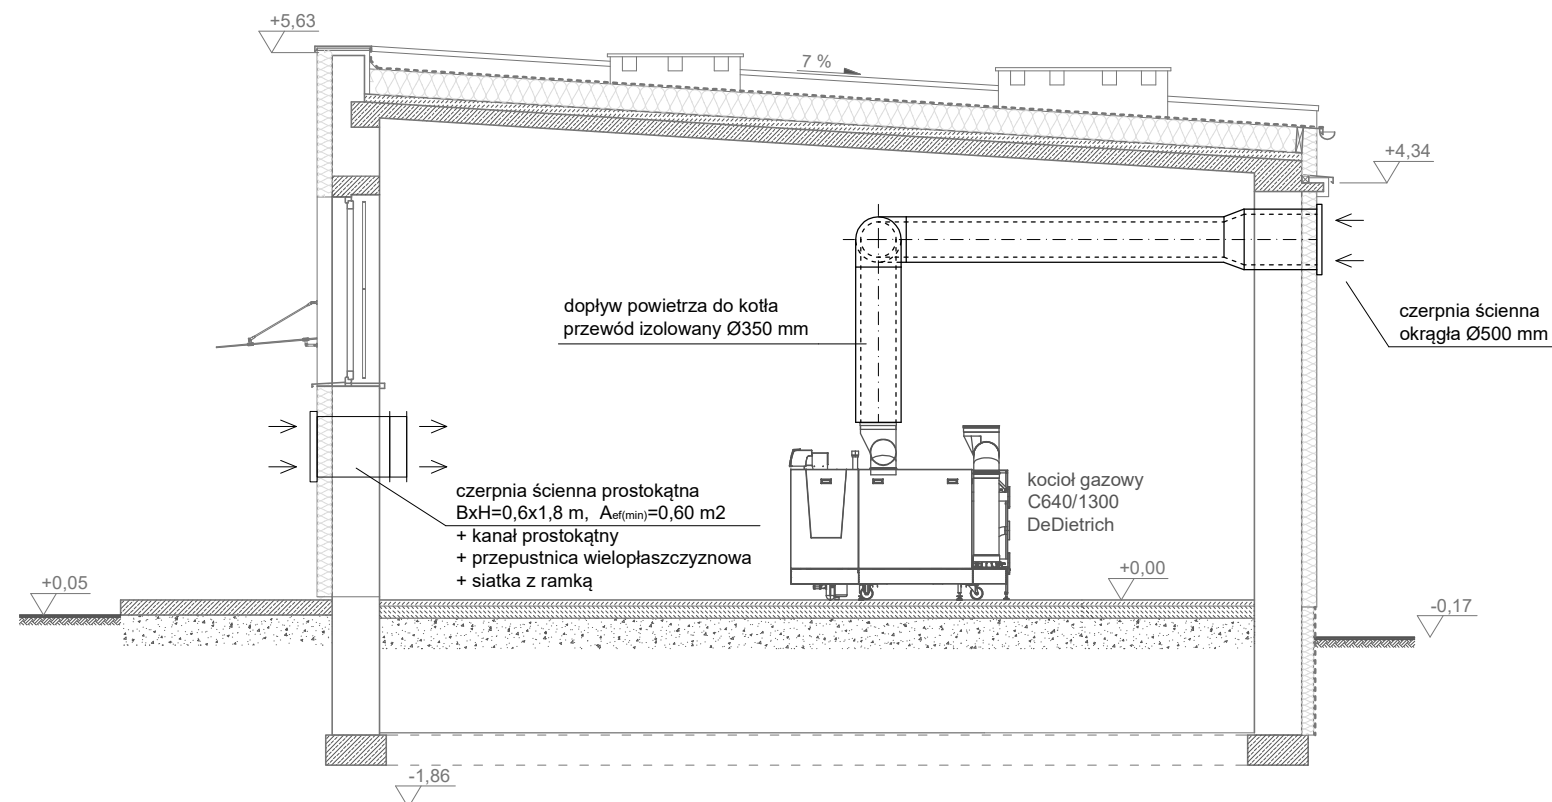 +5,63
7 %
+4,34
dopływ powietrza do kotła
przewód izolowany Ø350 mm
czerpnia ścienna
okrągła Ø500 mm
czerpnia ścienna prostokątna
BxH=0,6x1,8 m, Aef(min)=0,60 m2
+ kanał prostokątny
+ przepustnica wielopłaszczyznowa
+ siatka z ramką
kocioł gazowy
C640/1300
DeDietrich
+0,05
+0,00
-0,17
-1,86